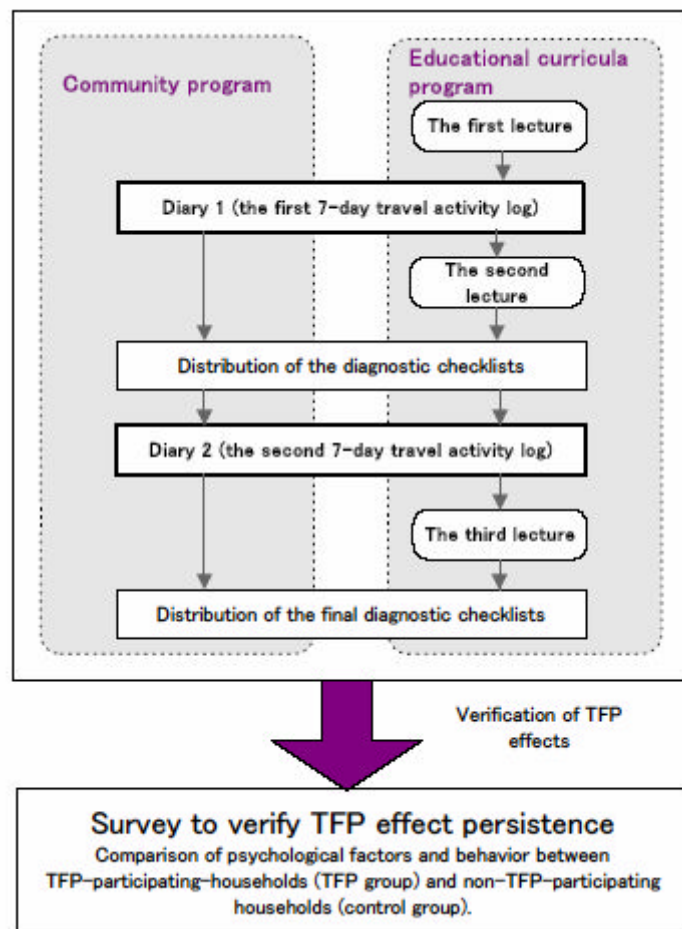 Community program
Educational curricula
program
The first lecture
Diary 1 (the first 7-day travel activity log)
The second
lecture
Distribution of the diagnostic checklists
Diary 2 (the second 7-day travel activity log)
The third lecture
Distribution of the final diagnostic checklists
Verification of TFP
effects
Survey to verify TFP effect persistence
Comparison of psychological factors and behavior between
TFP-participating-households (TFP group) and non-TFP-participating
households (control group).